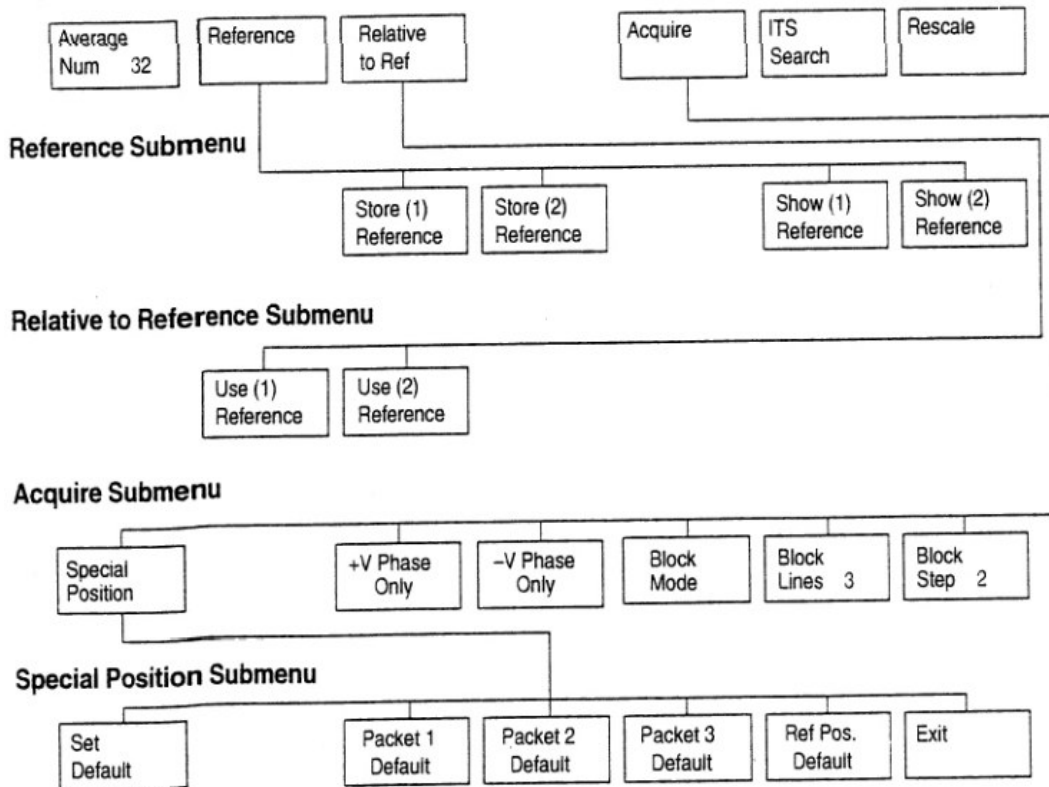 Average
Num 32
Reference
Relative
to Ref
Acquire
ITS
Search
Rescale
Reference Submenu
Store (1)
Reference
Store (2)
Reference
Show (1)
Reference
Show (2)
Reference
Relative to Reference Submenu
Use (1)
Reference
Use (2)
Reference
Acquire Submenu
Special
Position
+V Phase
Only
–V Phase
Only
Block
Mode
Block
Lines 3
Block
Step 2
Special Position Submenu
Set
Default
Packet 1
Default
Packet 2
Default
Packet 3
Default
Ref Pos.
Default
Exit